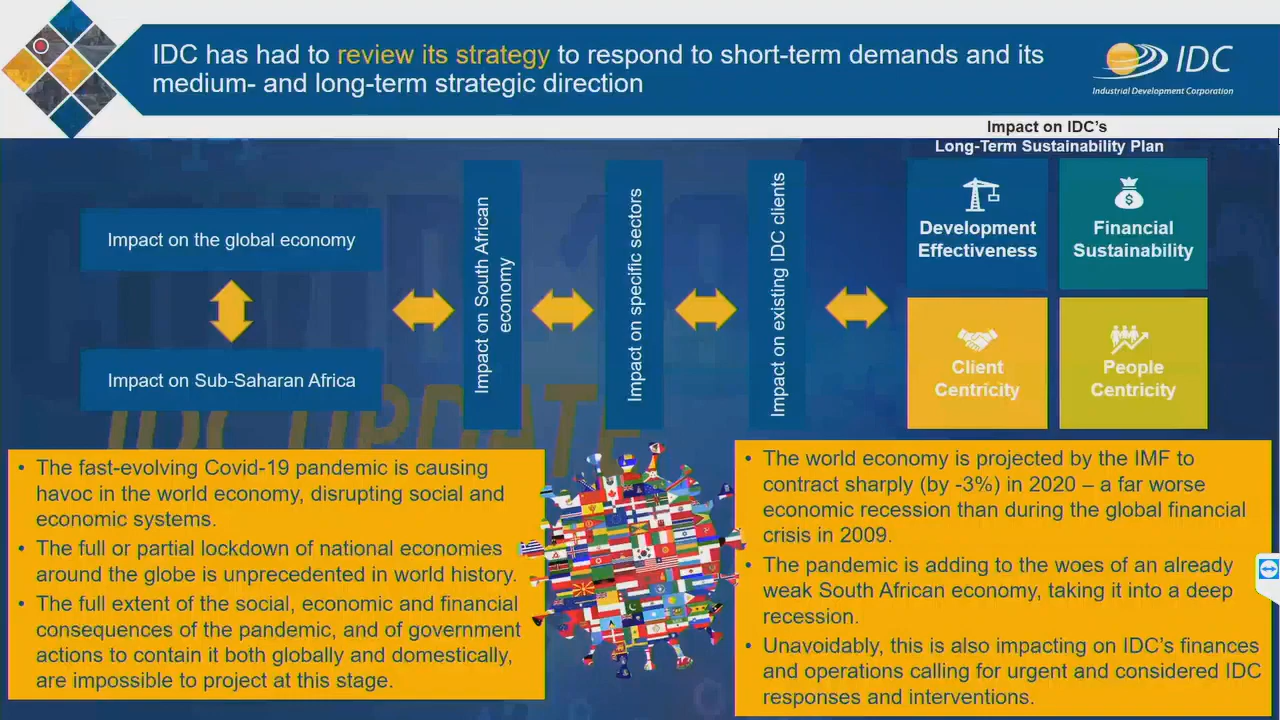 IDC has had to review its strategy to respond to short-term demands and its
medium- and long-term strategic direction
IDC
Industrial Development Corporation
Impact on IDC's
Long-Term Sustainability Plan
Impact on the global economy
Impact on Sub-Saharan Africa
Impact on South African
economy
Impact on specific sectors
Impact on existing IDC clients
Development
Effectiveness
Financial
Sustainability
Client
Centricity
People
Centricity
IDC UPDATE
• The fast-evolving Covid-19 pandemic is causing
havoc in the world economy, disrupting social and
economic systems.
• The full or partial lockdown of national economies
around the globe is unprecedented in world history.
• The full extent of the social, economic and financial
consequences of the pandemic, and of government
actions to contain it both globally and domestically,
are impossible to project at this stage.
• The world economy is projected by the IMF to
contract sharply (by -3%) in 2020 – a far worse
economic recession than during the global financial
crisis in 2009.
• The pandemic is adding to the woes of an already
weak South African economy, taking it into a deep
recession.
• Unavoidably, this is also impacting on IDC's finances
and operations calling for urgent and considered IDC
responses and interventions.